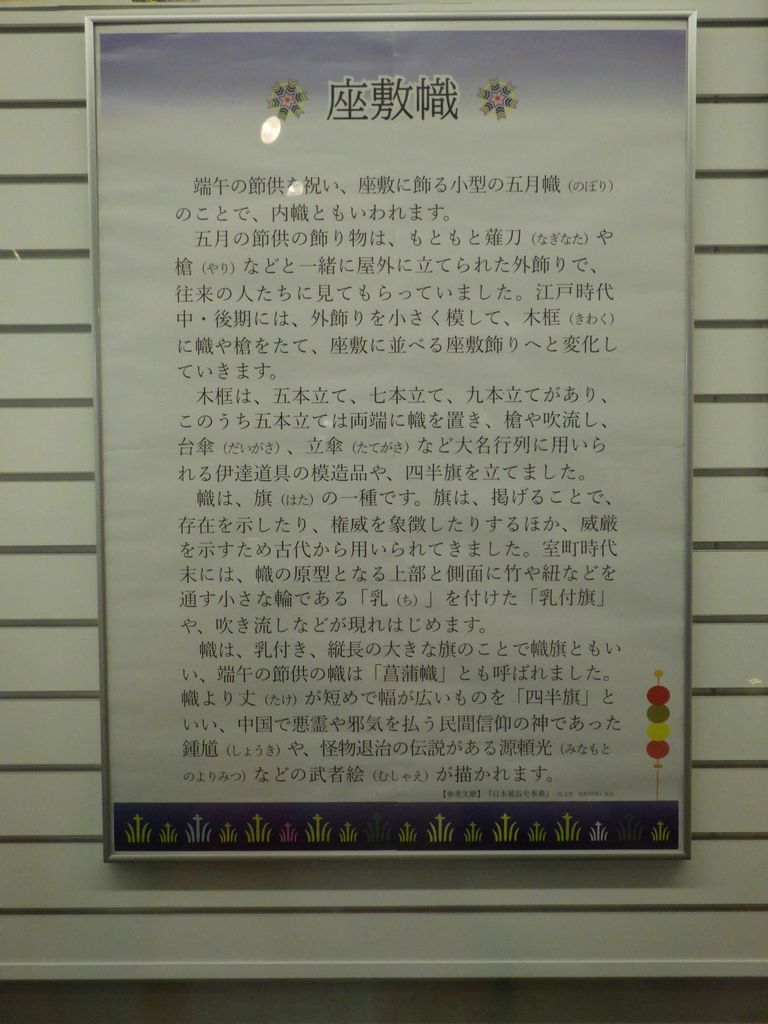 座敷幟
端午の節供を祝い、座敷に飾る小型の五月幟（のぼり）
のことで、内幟ともいわれます。
五月の節供の飾り物は、もともと薙刀（なぎなた）や
槍（やり）などと一緒に屋外に立てられた外飾りで、
往来の人たちに見てもらっていました。江戸時代
中・後期には、外飾りを小さく模して、木框（きわく）
に幟や槍をたて、座敷に並べる座敷飾りへと変化し
ていきます。
木框は、五本立て、七本立て、九本立てがあり、
このうち五本立ては両端に幟を置き、槍や吹流し、
台傘（だいがさ）、立傘（たてがさ）など大名行列に用いら
れる伊達道具の模造品や、四半旗を立てました。
幟は、旗（はた）の一種です。旗は、掲げることで、
存在を示したり、権威を象徴したりするほか、威厳
を示すため古代から用いられてきました。室町時代
末には、幟の原型となる上部と側面に竹や紐などを
通す小さな輪である「乳（ち）」を付けた「乳付旗」
や、吹き流しなどが現れはじめます。
幟は、乳付き、縦長の大きな旗のことで幟旗ともい
い、端午の節供の幟は「菖蒲幟」とも呼ばれました。
幟より丈（たけ）が短めで幅が広いものを「四半旗」と
いい、中国で悪霊や邪気を払う民間信仰の神であった
鍾馗（しょうき）や、怪物退治の伝説がある源頼光（みなもと
のよりみつ）などの武者絵（むしゃえ）が描かれます。
【参考文献】『日本風俗史事典』